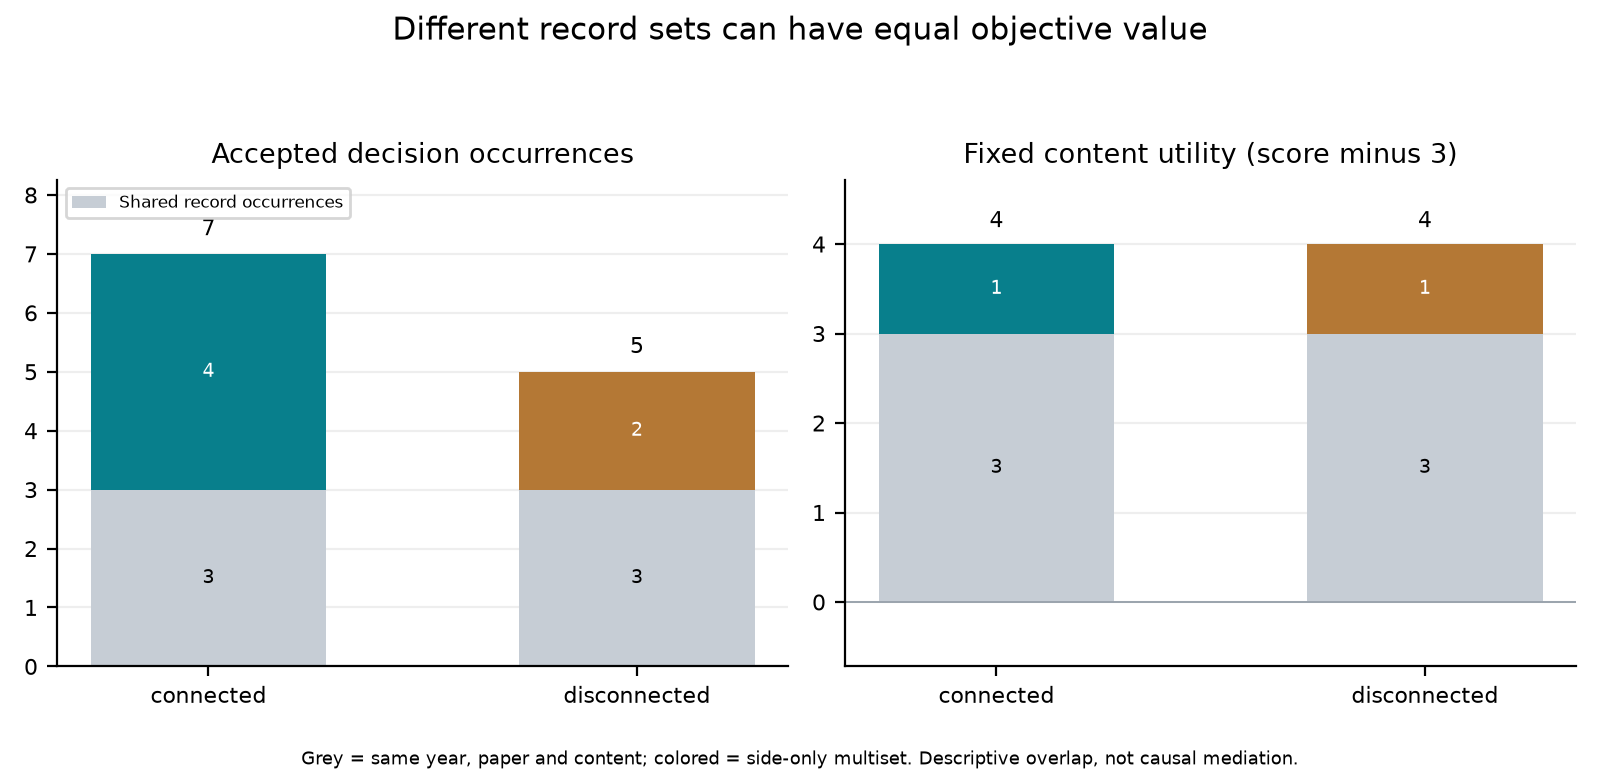 Different record sets can have equal objective value
Accepted decision occurrences
8
7
6
5
4
3
2
1
0
Shared record occurrences
7
4
3
5
2
3
connected
disconnected
Fixed content utility (score minus 3)
4
3
2
1
0
4
1
3
4
1
3
connected
disconnected
Grey = same year, paper and content; colored = side-only multiset. Descriptive overlap, not causal mediation.